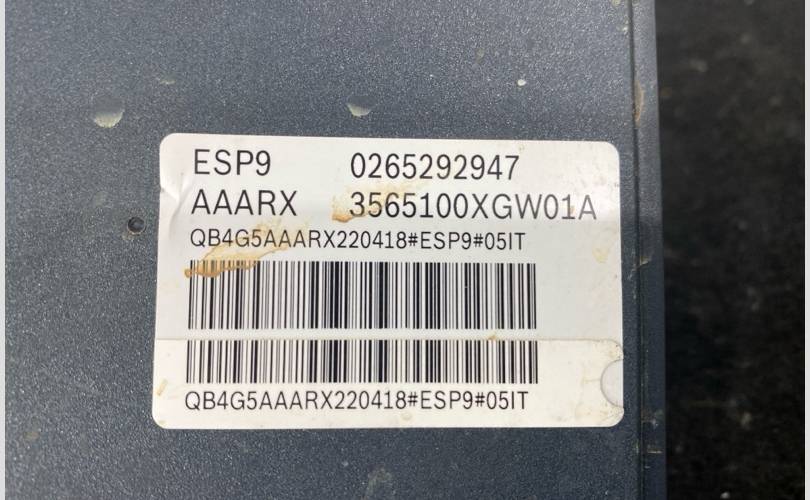 ESP9 0265292947
AAARX 3565100XGW01A
QB4G5AAARX220418#ESP9#05IT
QB4G5AAARX220418#ESP9#05IT